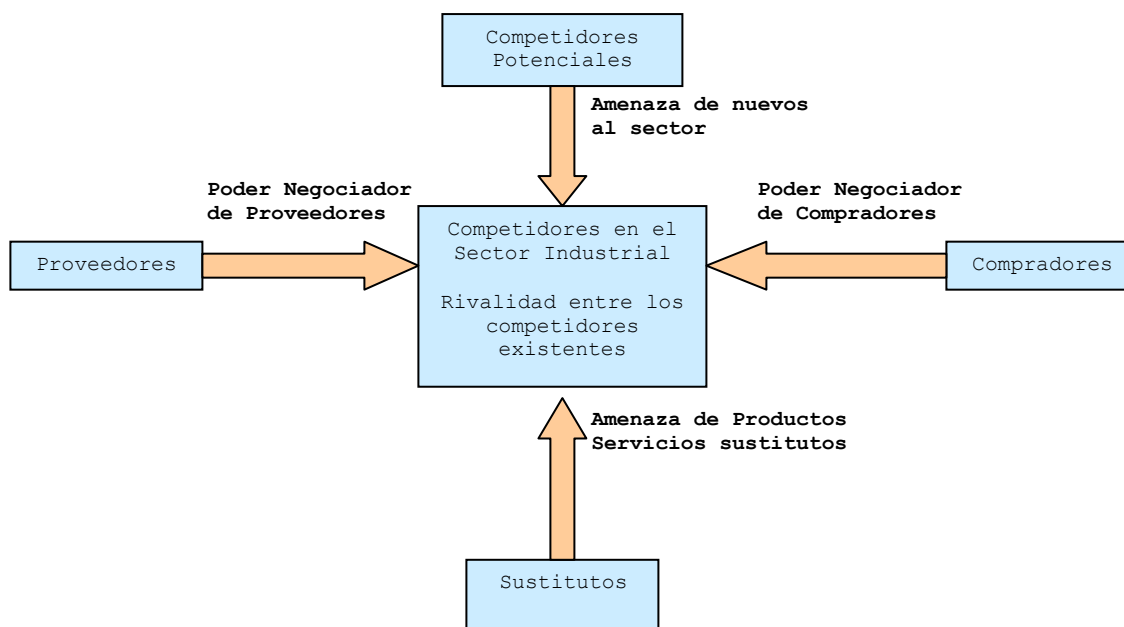 Competidores
Potenciales
Amenaza de nuevos
al sector
Poder Negociador
de Proveedores
Poder Negociador
de Compradores
Proveedores
Competidores en el
Sector Industrial
Rivalidad entre los
competidores
existentes
Compradores
Amenaza de Productos
Servicios sustitutos
Sustitutos